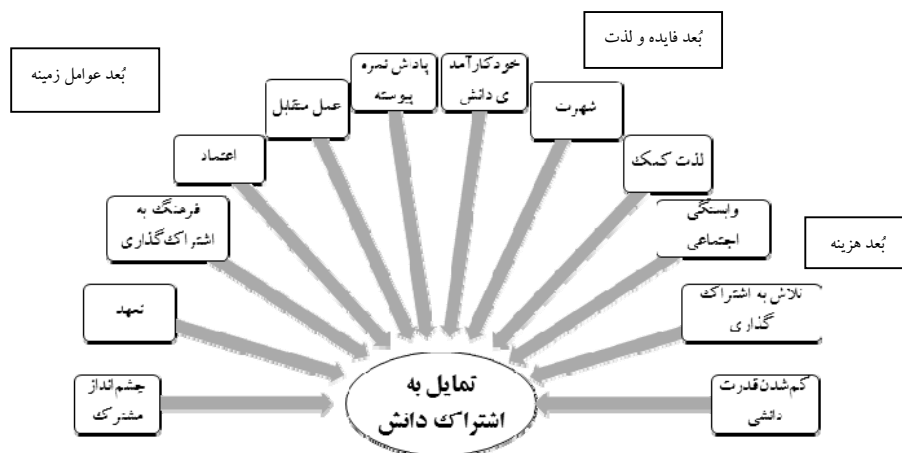 بُعد فایده و لذت
بُعد عوامل زمینه
پاداش نمره
پیوسته
خودکارآمد
ی دانش
شهرت
عمل متقابل
لذت کمک
اعتماد
وابستگی
اجتماعی
فرهنگ به
اشتراک‌گذاری
بُعد هزینه
تلاش به اشتراک
گذاری
تعهد
چشم‌انداز
مشترک
تمایل به
اشتراک دانش
کم‌شدن قدرت
دانشی